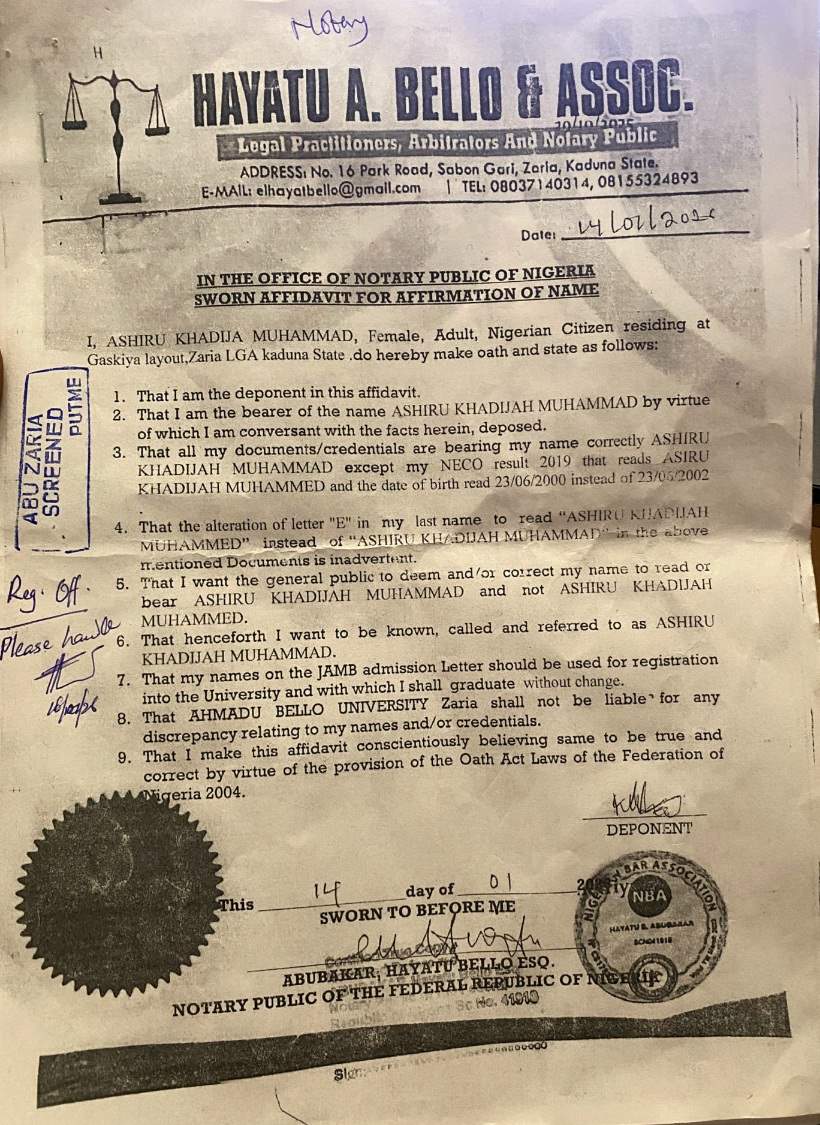 Notary
H
HAYATU A. BELLO & ASSOC.
Legal Practitioners, Arbitrators And Notary Public
ADDRESS: No. 16 Park Road, Sabon Gari, Zaria, Kaduna State.
E-MAIL: elhayatbello@gmail.com | TEL: 08037140314, 08155324893
Date:
IN THE OFFICE OF NOTARY PUBLIC OF NIGERIA
SWORN AFFIDAVIT FOR AFFIRMATION OF NAME
I, ASHIRU KHADIJA MUHAMMAD, Female, Adult, Nigerian Citizen residing at
Gaskiya layout,Zaria LGA kaduna State .do hereby make oath and state as follows:
1. That I am the deponent in this affidavit.
2. That I am the bearer of the name ASHIRU KHADIJAH MUHAMMAD by virtue
of which I am conversant with the facts herein, deposed.
3. That all my documents/credentials are bearing my name correctly ASHIRU
KHADIJAH MUHAMMAD except my NECO result 2019 that reads ASIRU
KHADIJAH MUHAMMED and the date of birth read 23/06/2000 instead of 23/06/2002
.
4. That the alteration of letter "E" in my last name to read "ASHIRU KHADIJAH
MUHAMMED" instead of "ASHIRU KHADIJAH MUHAMMAD" in the above
mentioned Documents is inadvertent.
5. That I want the general public to deem and/or correct my name to read or
bear ASHIRU KHADIJAH MUHAMMAD and not ASHIRU KHADIJAH
MUHAMMED.
6. That henceforth I want to be known, called and referred to as ASHIRU
KHADIJAH MUHAMMAD.
7. That my names on the JAMB admission Letter should be used for registration
into the University and with which I shall graduate without change.
8. That AHMADU BELLO UNIVERSITY Zaria shall not be liable for any
discrepancy relating to my names and/or credentials.
9. That I make this affidavit conscientiously believing same to be true and
correct by virtue of the provision of the Oath Act Laws of the Federation of
Nigeria 2004.
ABU ZARIA
SCREENED
PUTME
Reg. Off.
Please handle
DEPONENT
This 14 day of 01
SWORN TO BEFORE ME
ABUBAKAR, HAYATU BELLO ESQ.
NOTARY PUBLIC OF THE FEDERAL REPUBLIC OF NIGERIA
NIGERIAN BAR ASSOCIATION
NBA
HAYATU B. ABUBAKAR
Sign: